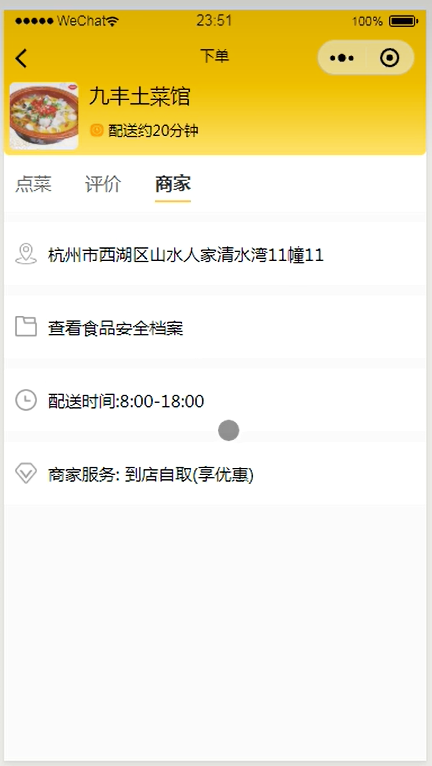 WeChat 23:51 100%
下单
九丰土菜馆
配送约20分钟
点菜 评价 商家
杭州市西湖区山水人家清水湾11幢11
查看食品安全档案
配送时间:8:00-18:00
商家服务: 到店自取(享优惠)